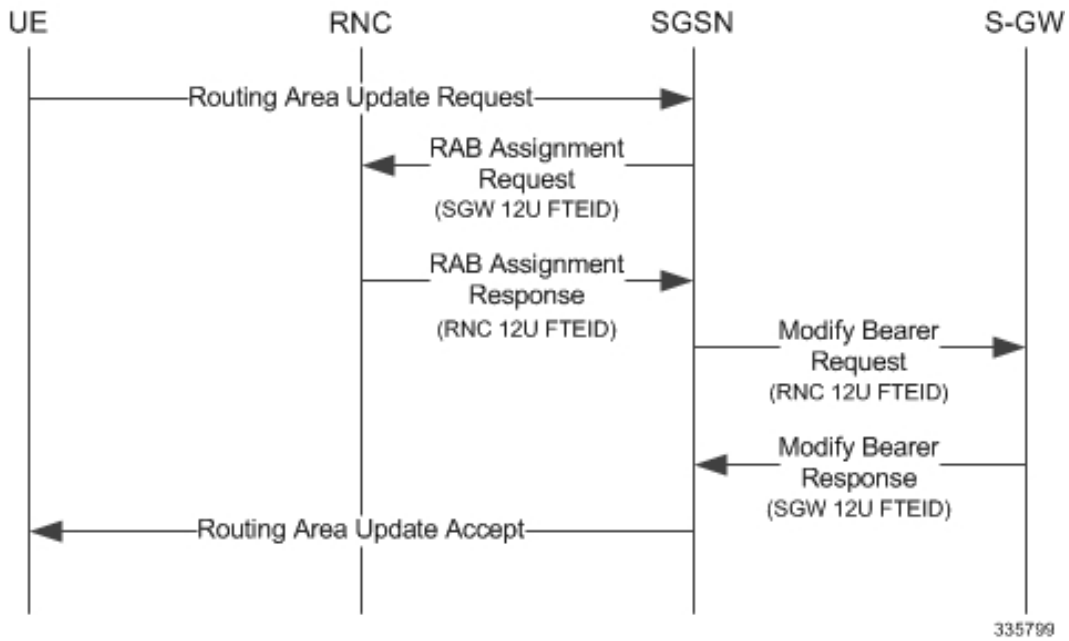 UE RNC SGSN S-GW
Routing Area Update Request
RAB Assignment
Request
(SGW 12U FTEID)
RAB Assignment
Response
(RNC 12U FTEID)
Modify Bearer
Request
(RNC 12U FTEID)
Modify Bearer
Response
(SGW 12U FTEID)
Routing Area Update Accept
335799